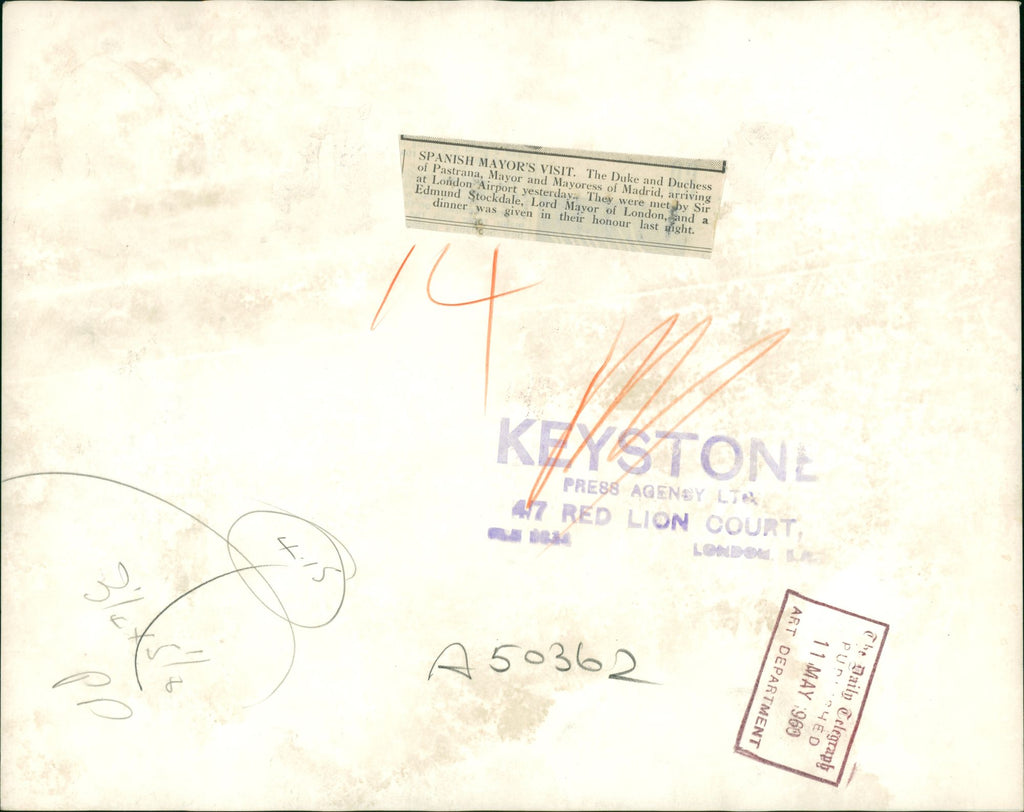 SPANISH MAYOR'S VISIT. The Duke and Duchess
of Pastrana, Mayor and Mayoress of Madrid, arriving
at London Airport yesterday. They were met by Sir
Edmund Stockdale, Lord Mayor of London, and a
dinner was given in their honour last night.
14
KEYSTONE
PRESS AGENCY LTD.
47 RED LION COURT,
LONDON,
4.15
A50362
The Daily Telegraph
PUBLISHED
11 MAY 960
ART DEPARTMENT